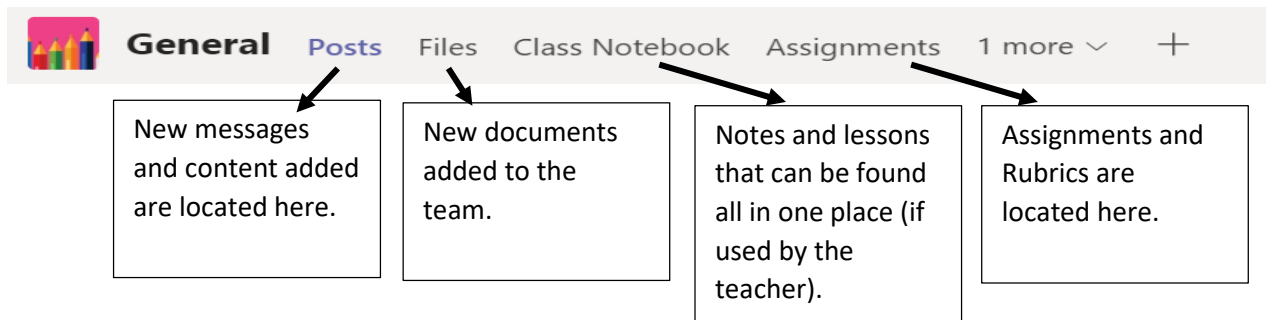 General Posts Files Class Notebook Assignments 1 more
New messages
and content added
are located here.
New documents
added to the
team.
Notes and lessons
that can be found
all in one place (if
used by the
teacher).
Assignments and
Rubrics are
located here.